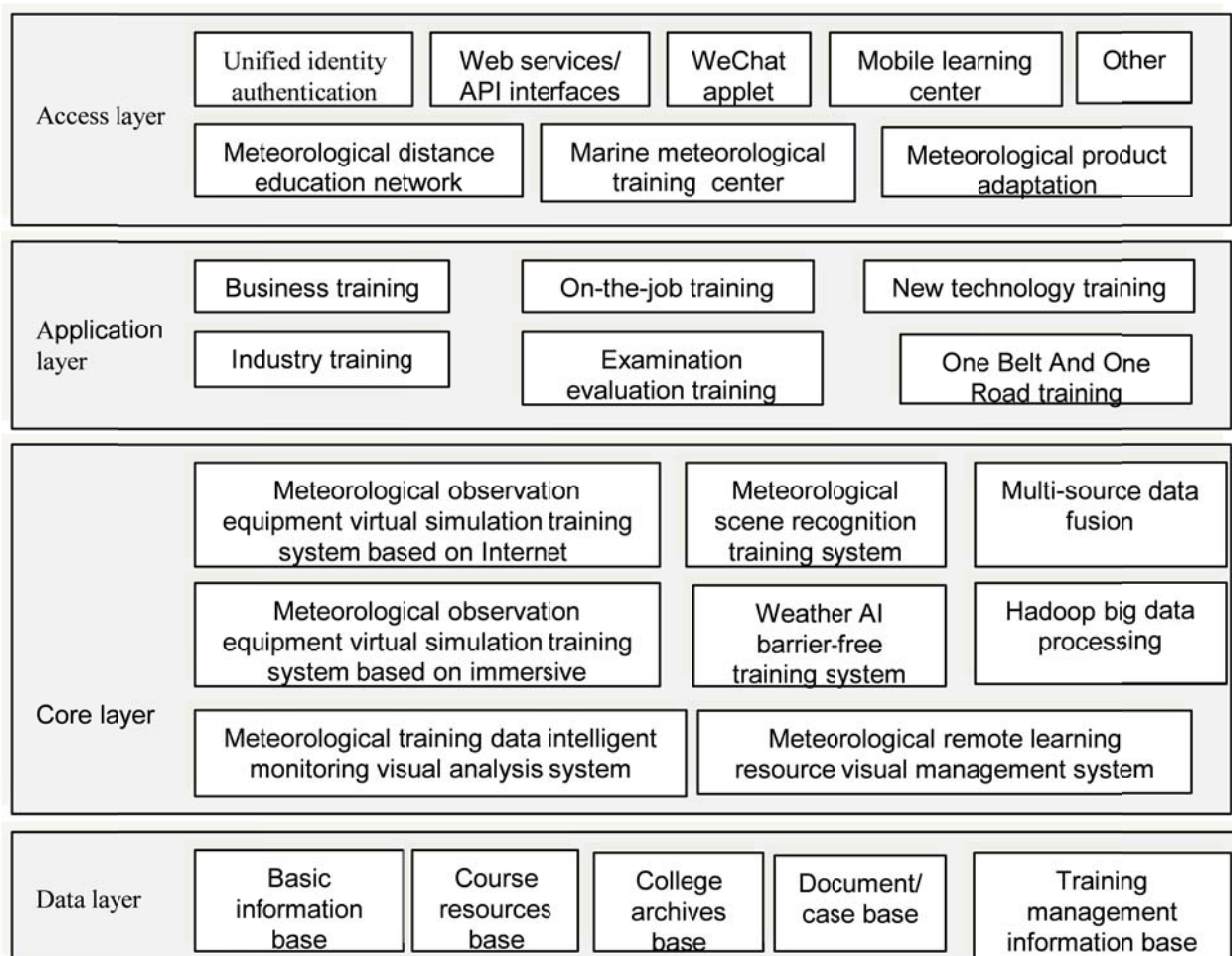 Access layer
Unified identity
authentication
Web services/
API interfaces
WeChat
applet
Mobile learning
center
Other
Meteorological distance
education network
Marine meteorological
training center
Meteorological product
adaptation
Application
layer
Business training
On-the-job training
New technology training
Industry training
Examination
evaluation training
One Belt And One
Road training
Core layer
Meteorological observation
equipment virtual simulation training
system based on Internet
Meteorological
scene recognition
training system
Multi-source data
fusion
Meteorological observation
equipment virtual simulation training
system based on immersive
Weather AI
barrier-free
training system
Hadoop big data
processing
Meteorological training data intelligent
monitoring visual analysis system
Meteorological remote learning
resource visual management system
Data layer
Basic
information
base
Course
resources
base
College
archives
base
Document/
case base
Training
management
information base